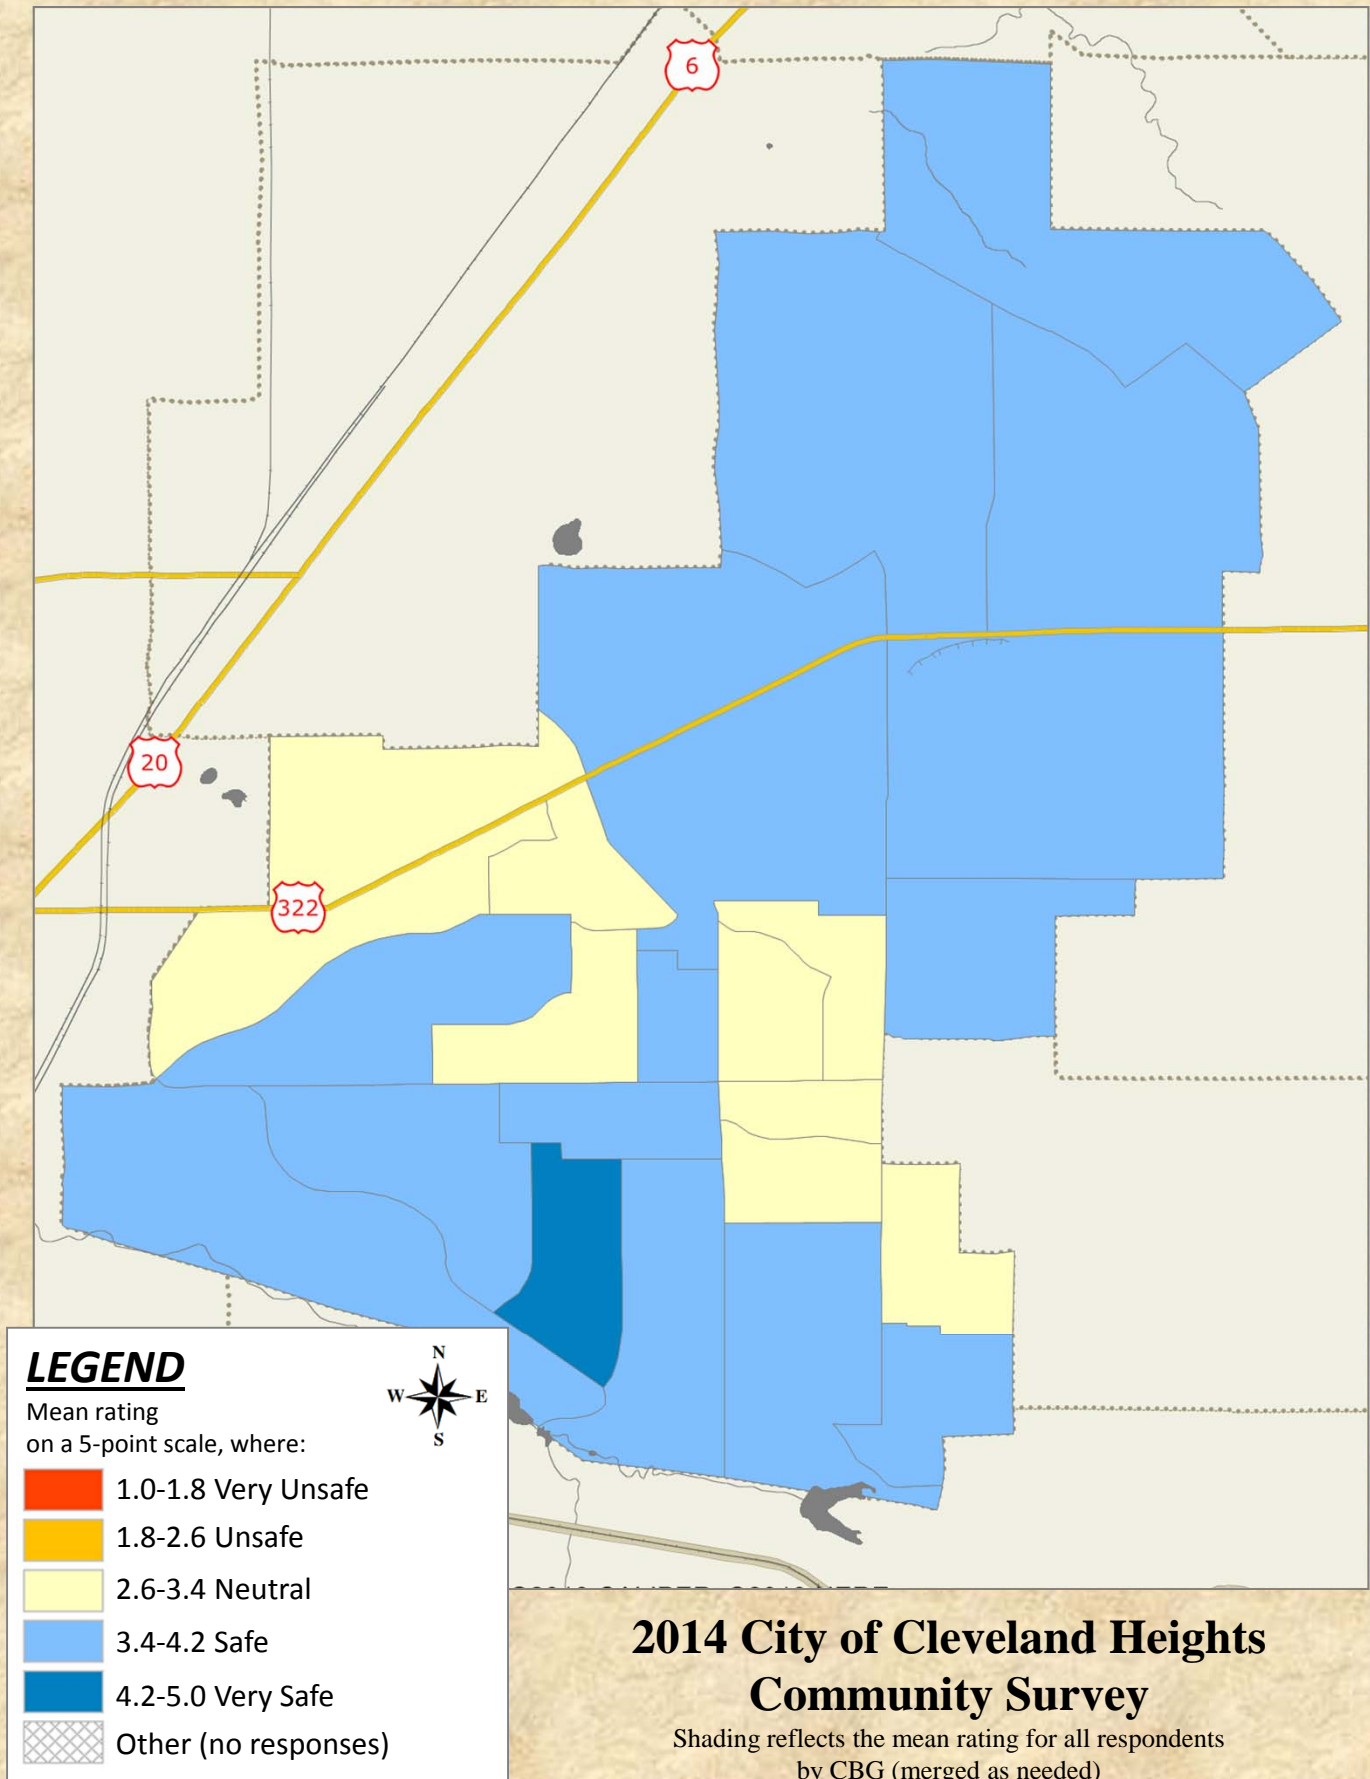 6
20
322
LEGEND
N
W E
S
Mean rating
on a 5-point scale, where:
1.0-1.8 Very Unsafe
1.8-2.6 Unsafe
2.6-3.4 Neutral
3.4-4.2 Safe
4.2-5.0 Very Safe
Other (no responses)
2014 City of Cleveland Heights
Community Survey
Shading reflects the mean rating for all respondents
by CBG (merged as needed)